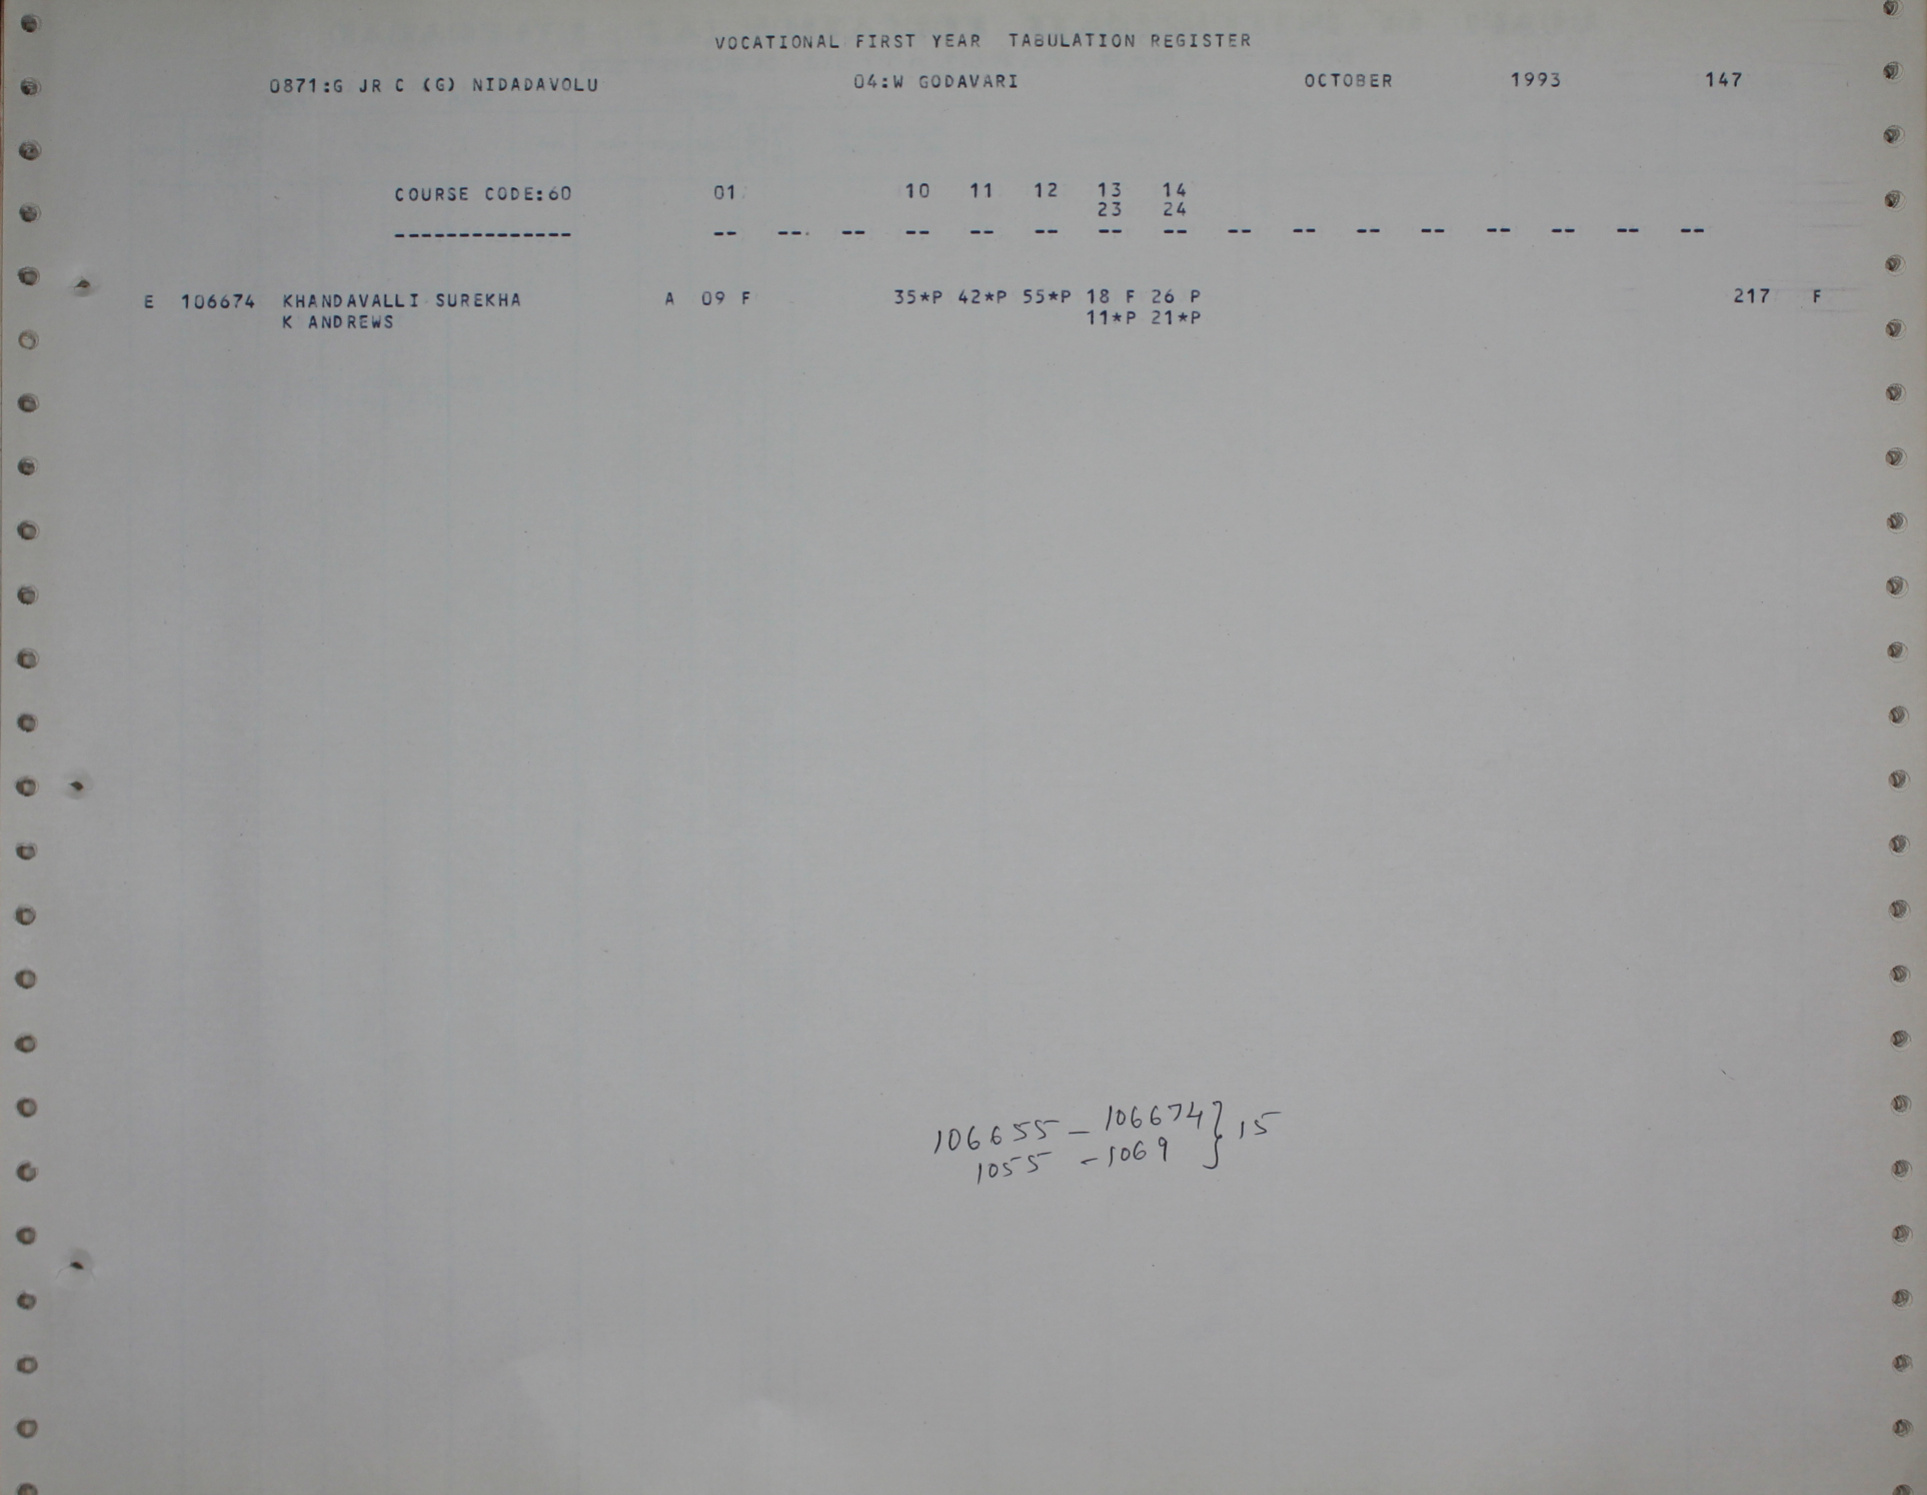 VOCATIONAL FIRST YEAR TABULATION REGISTER
0871:G JR C (G) NIDADAVOLU 04:W GODAVARI OCTOBER 1993 147
COURSE CODE:60 01 10 11 12 13 14
23 24
-------------- -- -- -- -- -- -- -- -- -- -- -- -- -- -- -- --
E 106674 KHANDAVALLI SUREKHA A 09 F 35*P 42*P 55*P 18 F 26 P 217 F
K ANDREWS 11*P 21*P
106655 - 106674 } 15
1055 - 1069